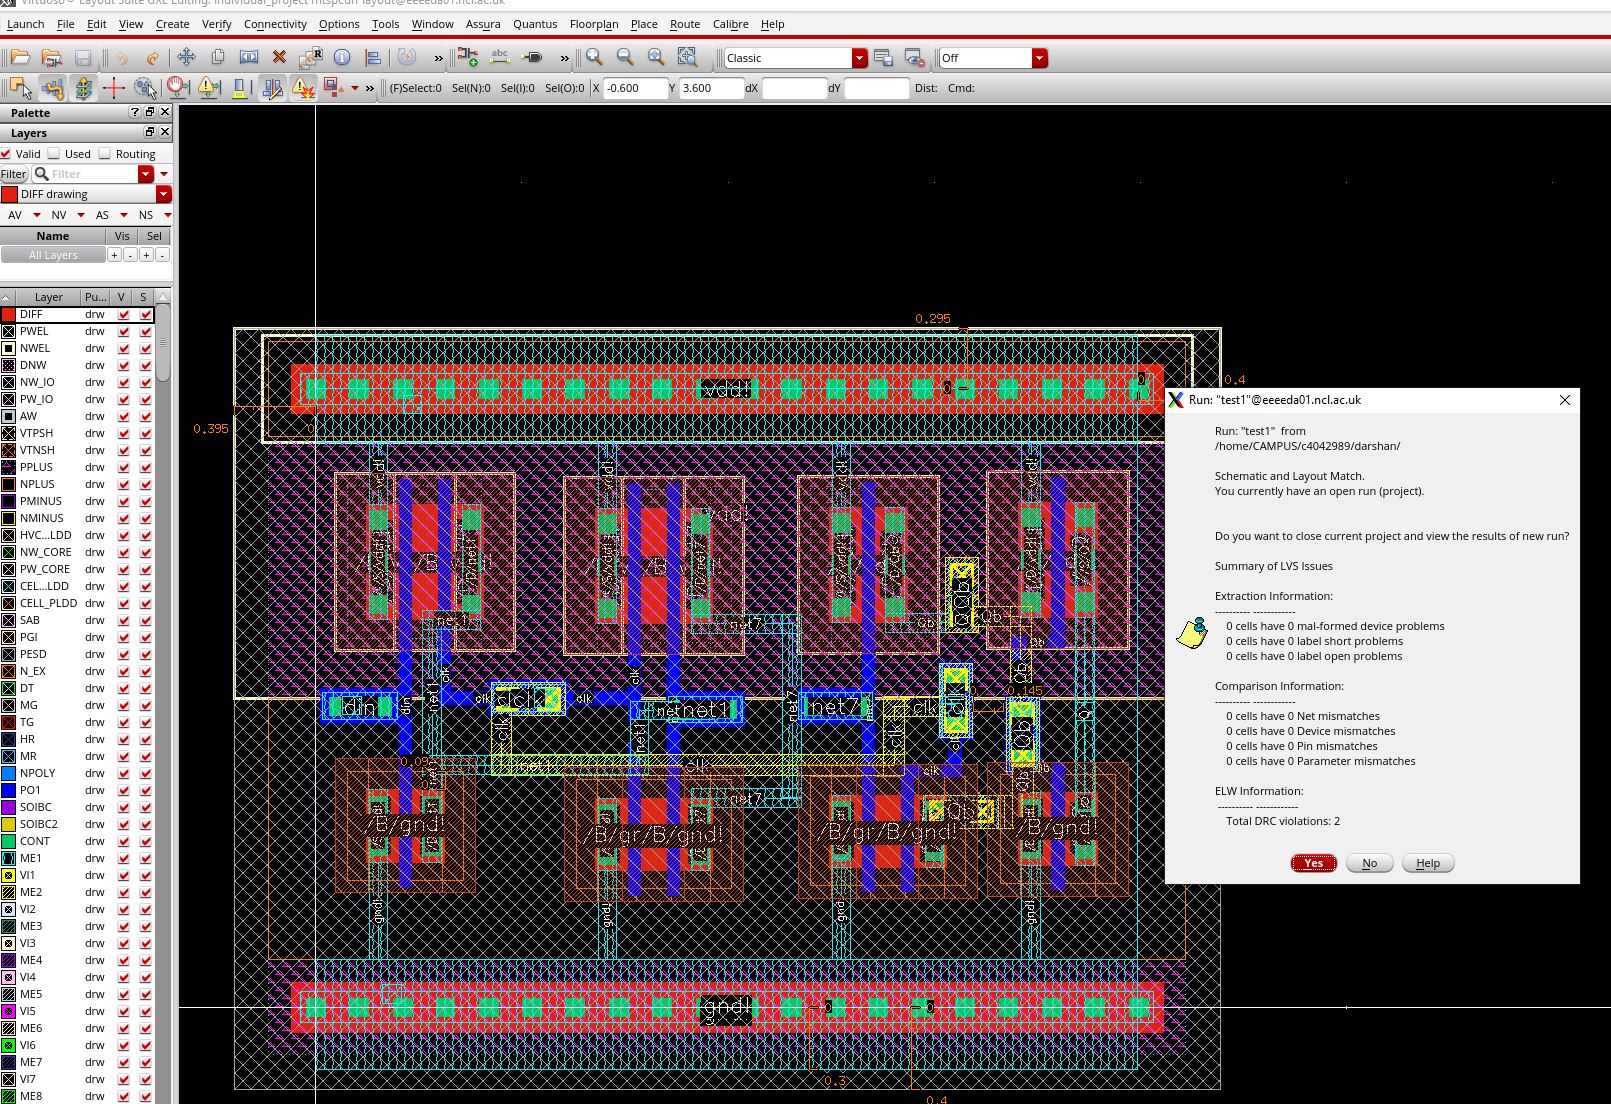 Virtuoso® Layout Suite GXL Editing: individual_project mtspcdff layout@eeeeda01.ncl.ac.uk
Launch File Edit View Create Verify Connectivity Options Tools Window Assura Quantus Floorplan Place Route Calibre Help
» abc » Classic Off
» (F)Select:0 Sel(N):0 Sel(I):0 Sel(O):0 X -0.600 Y 3.600 dX dY Dist: Cmd:
Palette
Layers
Valid Used Routing
Filter Filter
DIFF drawing
AV NV AS NS
Name Vis Sel
All Layers + - + -
Layer Pu... V S
DIFF drw
PWEL drw
NWEL drw
DNW drw
NW_IO drw
PW_IO drw
AW drw
VTPSH drw
VTNSH drw
PPLUS drw
NPLUS drw
PMINUS drw
NMINUS drw
HVC...LDD drw
NW_CORE drw
PW_CORE drw
CEL...LDD drw
CELL_PLDD drw
SAB drw
PGI drw
PESD drw
N_EX drw
DT drw
MG drw
TG drw
HR drw
MR drw
NPOLY drw
PO1 drw
SOIBC drw
SOIBC2 drw
CONT drw
ME1 drw
VI1 drw
ME2 drw
VI2 drw
ME3 drw
VI3 drw
ME4 drw
VI4 drw
ME5 drw
VI5 drw
ME6 drw
VI6 drw
ME7 drw
VI7 drw
ME8 drw
0.295
0.4
0.395
vdd!
net7
Qb
Qb
0.145
din
clk
clk
clk
net1
net7
clk
net1
clk
clk
net7
/B/gnd!
/B/gnd!
/B/gnd!
/B/gnd!
gnd!
0.3
0.4
Run: "test1"@eeeeda01.ncl.ac.uk
Run: "test1" from
/home/CAMPUS/c4042989/darshan/
Schematic and Layout Match.
You currently have an open run (project).
Do you want to close current project and view the results of new run?
Summary of LVS Issues
Extraction Information:
---------- ------------
0 cells have 0 mal-formed device problems
0 cells have 0 label short problems
0 cells have 0 label open problems
Comparison Information:
---------- ------------
0 cells have 0 Net mismatches
0 cells have 0 Device mismatches
0 cells have 0 Pin mismatches
0 cells have 0 Parameter mismatches
ELW Information:
---------- ------------
Total DRC violations: 2
Yes No Help